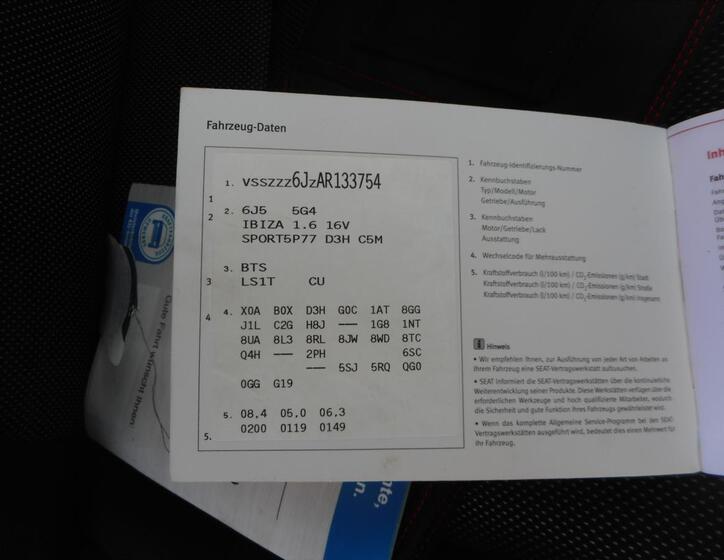 Fahrzeug-Daten
1. VSSZZZ6JZAR133754
1
2
2. 6J5 5G4
IBIZA 1.6 16V
SPORT5P77 D3H C5M
3. BTS
3 LS1T CU
4 4. X0A B0X D3H G0C 1AT 8GG
J1L C2G H8J --- 1G8 1NT
8UA 8L3 8RL 8JW 8WD 8TC
Q4H --- 2PH 6SC
--- 5SJ 5RQ QG0
0GG G19
5. 08,4 05,0 06,3
0200 0119 0149
5.
1. Fahrzeug-Identifizierungs-Nummer
2. Kennbuchstaben
Typ/Modell/Motor
Getriebe/Ausführung
3. Kennbuchstaben
Motor/Getriebe/Lack
Ausstattung
4. Wechselcode für Mehrausstattung
5. Kraftstoffverbrauch (l/100 km) / CO2-Emissionen (g/km) Stadt
Kraftstoffverbrauch (l/100 km) / CO2-Emissionen (g/km) Straße
Kraftstoffverbrauch (l/100 km) / CO2-Emissionen (g/km) insgesamt
i Hinweis
• Wir empfehlen Ihnen, zur Ausführung von jeder Art von Arbeiten an
Ihrem Fahrzeug eine SEAT-Vertragswerkstatt aufzusuchen.
• SEAT informiert die SEAT-Vertragswerkstätten über die kontinuierliche
Weiterentwicklung seiner Produkte. Diese Werkstätten verfügen über die
erforderlichen Werkzeuge und hoch qualifizierte Mitarbeiter, wodurch
die Sicherheit und gute Funktion Ihres Fahrzeugs gewährleistet wird.
• Wenn das komplette Allgemeine Service-Programm bei den SEAT-
Vertragswerkstätten ausgeführt wird, bedeutet dies einen Mehrwert für
Ihr Fahrzeug.
Gute Fahrt wünscht Ihnen